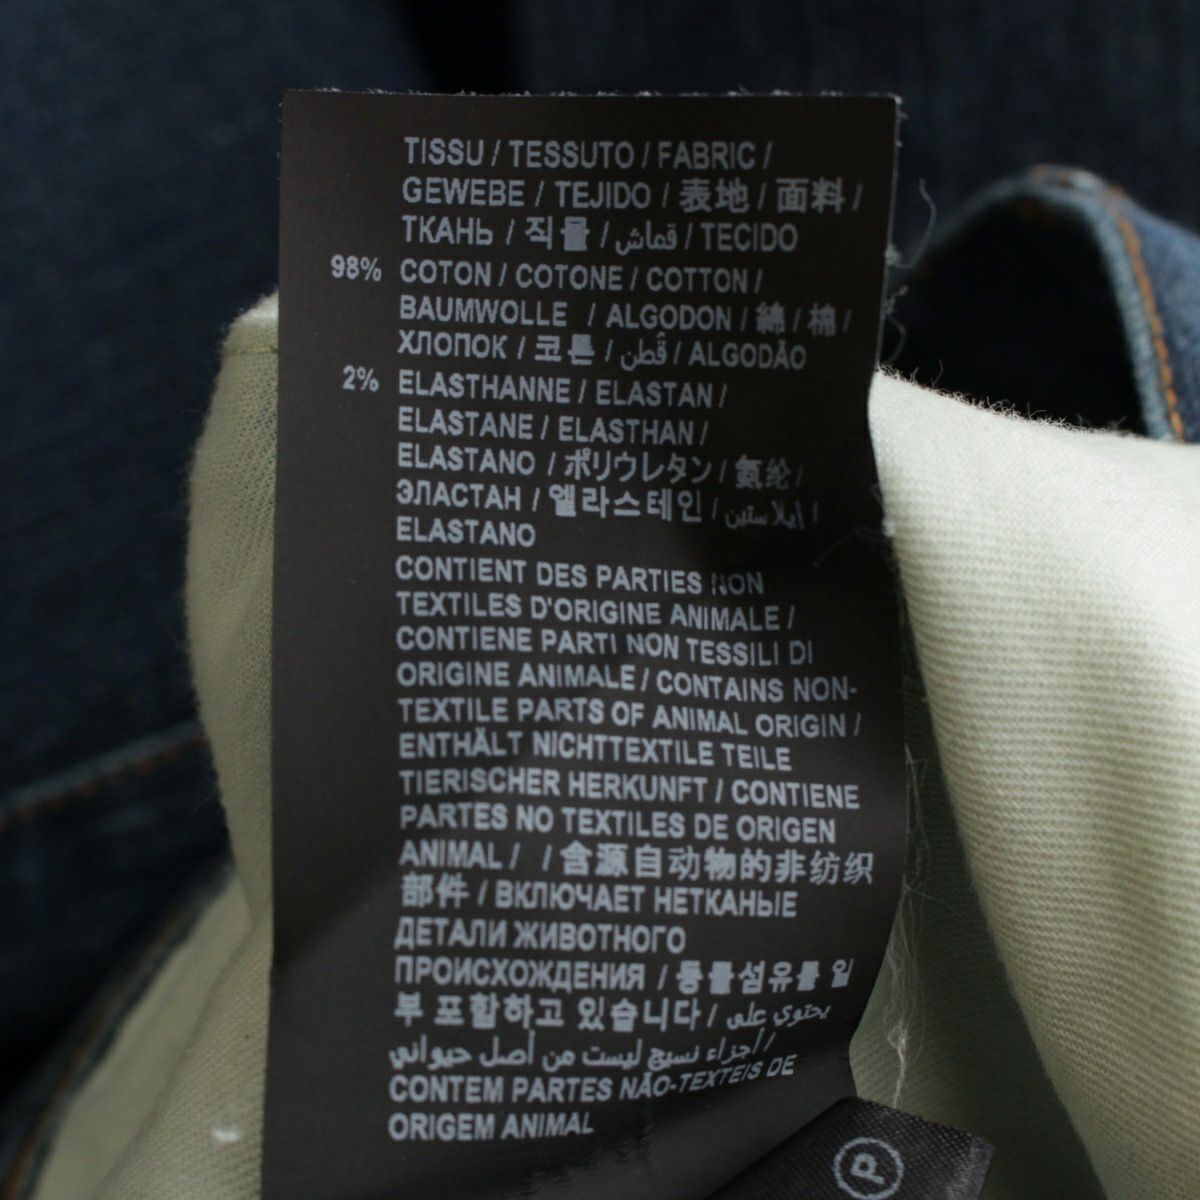 TISSU / TESSUTO / FABRIC /
GEWEBE / TEJIDO / 表地 / 面料 /
ТКАНЬ / 직물 / قماش / TECIDO
98% COTON / COTONE / COTTON /
BAUMWOLLE / ALGODON / 綿 / 棉 /
ХЛОПОК / 코튼 / قطن / ALGODÃO
2% ELASTHANNE / ELASTAN /
ELASTANE / ELASTHAN /
ELASTANO / ポリウレタン / 氨纶 /
ЭЛАСТАН / 엘라스테인 / إيلاستين /
ELASTANO
CONTIENT DES PARTIES NON
TEXTILES D'ORIGINE ANIMALE /
CONTIENE PARTI NON TESSILI DI
ORIGINE ANIMALE / CONTAINS NON-
TEXTILE PARTS OF ANIMAL ORIGIN /
ENTHÄLT NICHTTEXTILE TEILE
TIERISCHER HERKUNFT / CONTIENE
PARTES NO TEXTILES DE ORIGEN
ANIMAL / / 含源自动物的非纺织
部件 / ВКЛЮЧАЕТ НЕТКАНЫЕ
ДЕТАЛИ ЖИВОТНОГО
ПРОИСХОЖДЕНИЯ / 동물섬유를 일
부 포함하고 있습니다 / يحتوي على
أجزاء نسيج ليست من أصل حيواني /
CONTEM PARTES NÃO-TEXTEIS DE
ORIGEM ANIMAL
P